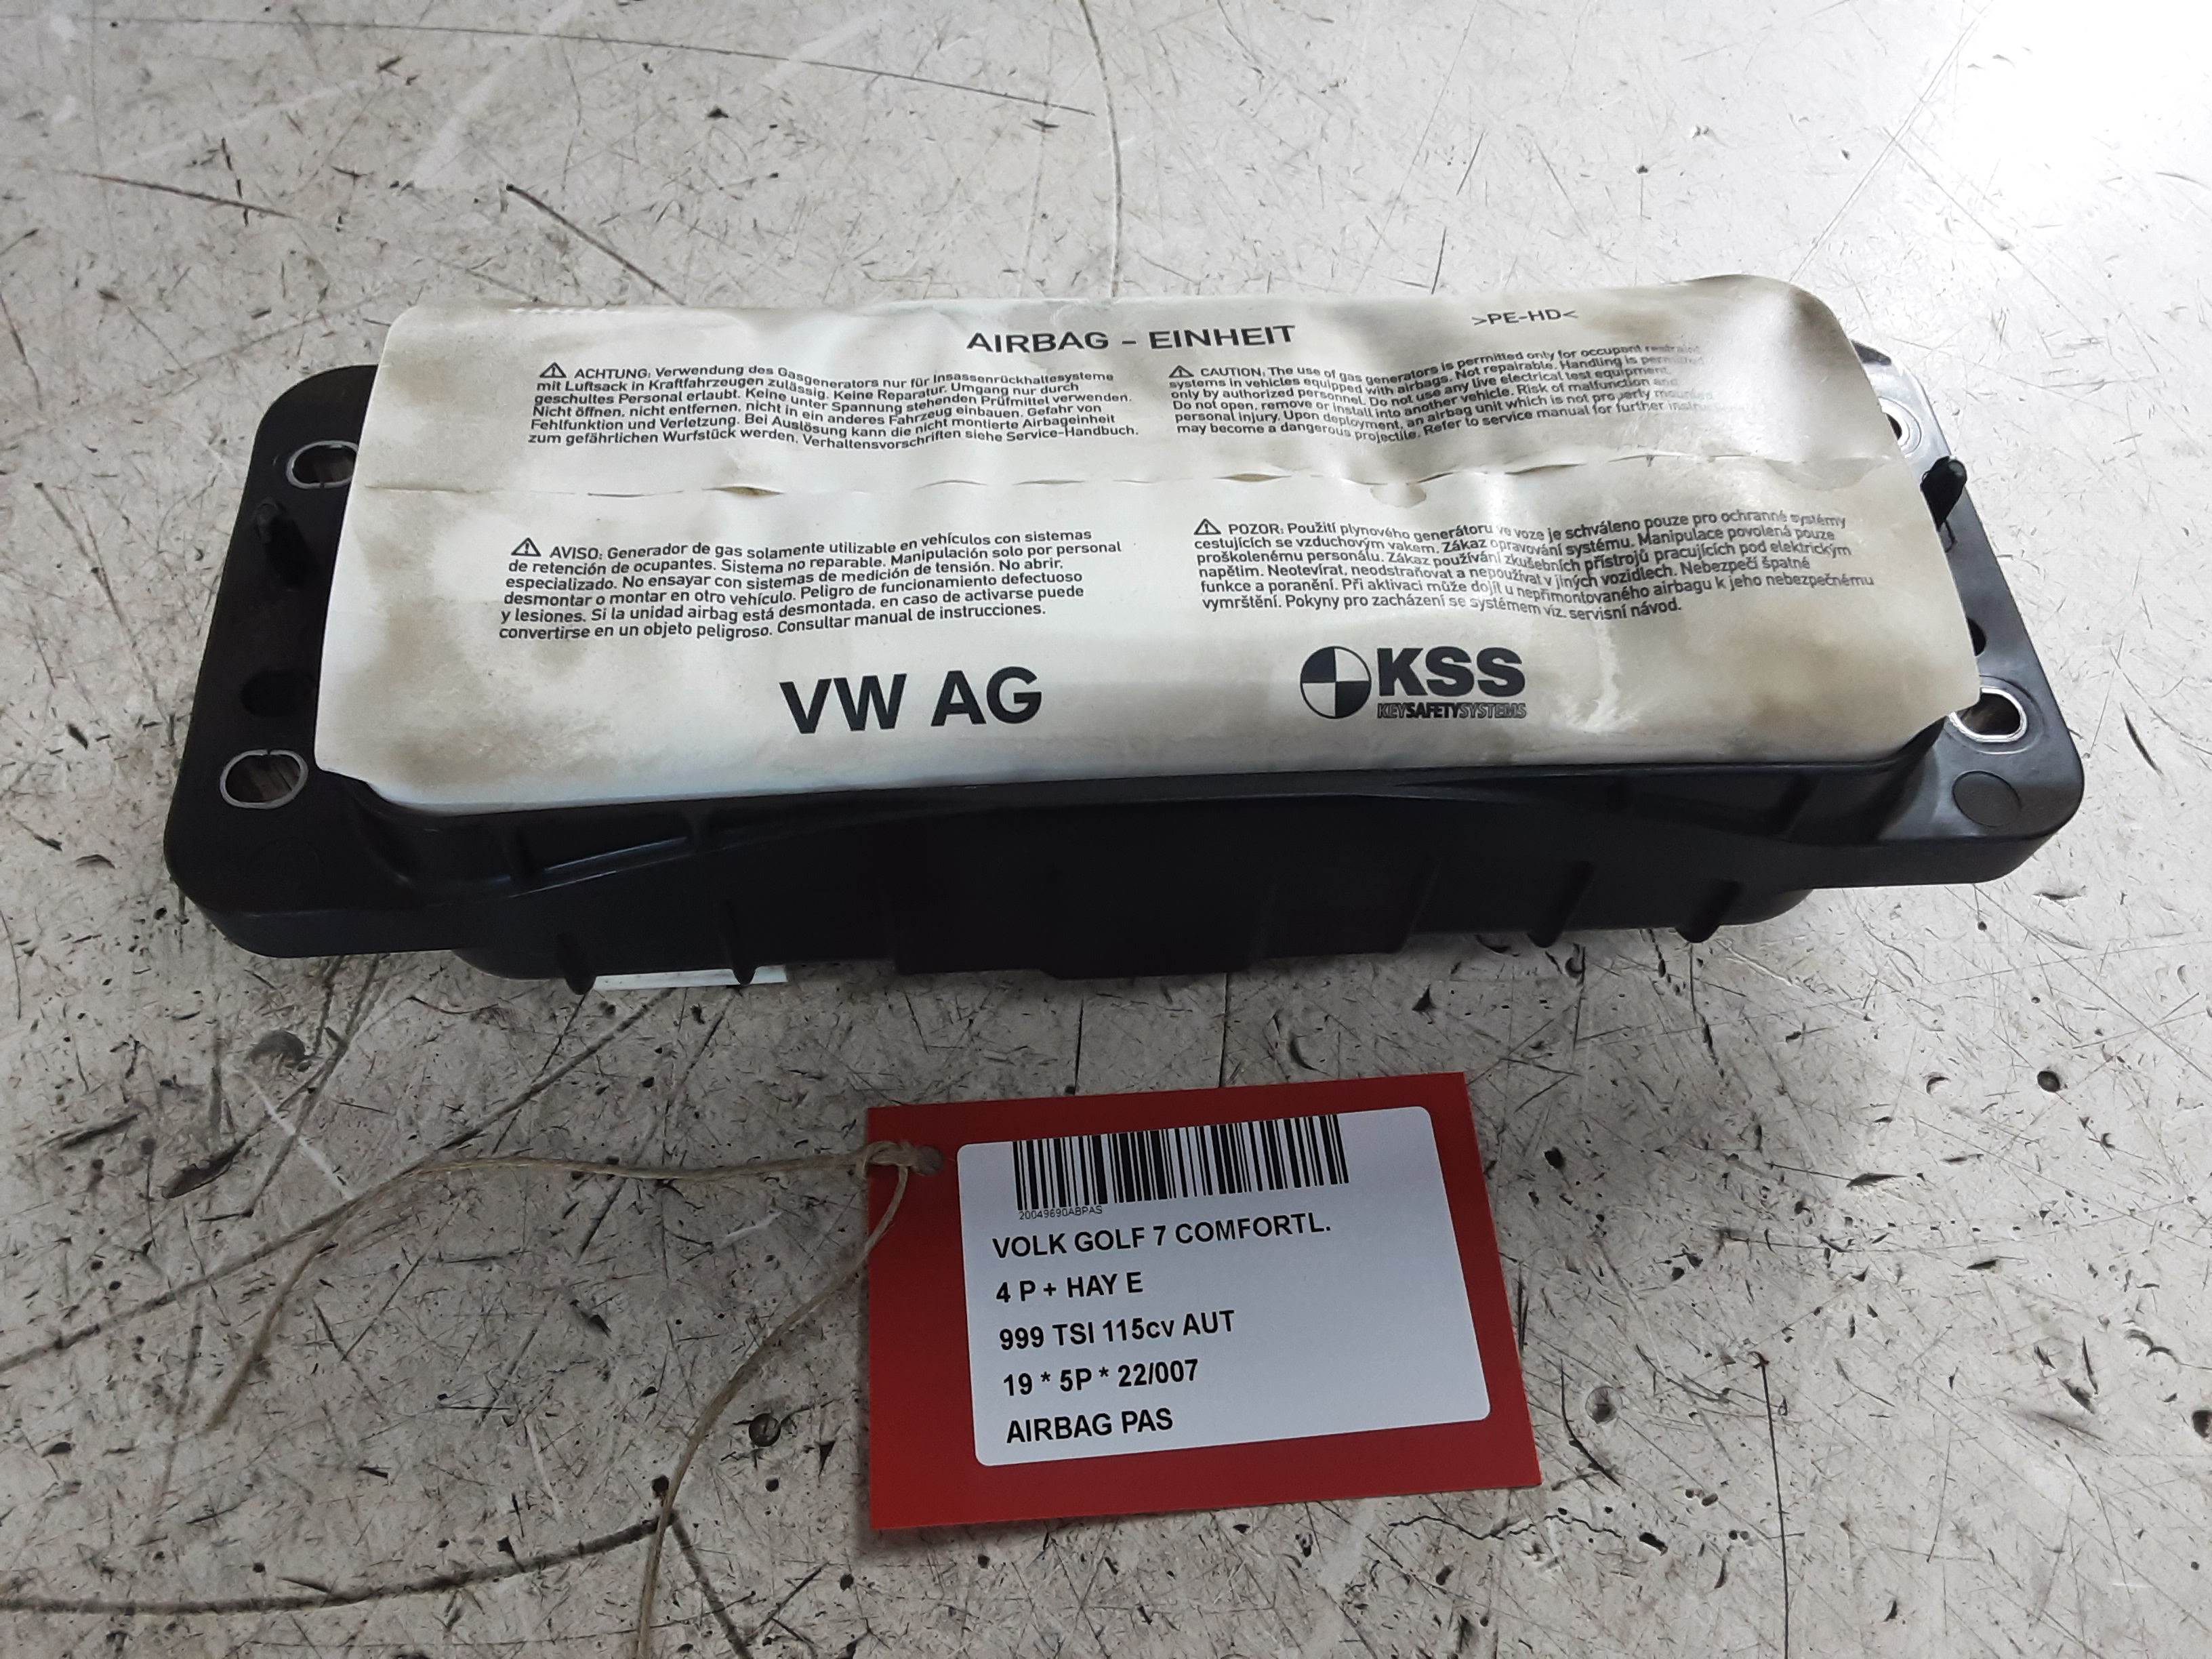 AIRBAG - EINHEIT
>PE-HD<
⚠ ACHTUNG: Verwendung des Gasgenerators nur für Insassenrückhaltesysteme
mit Luftsack in Kraftfahrzeugen zulässig. Keine Reparatur. Umgang nur durch
geschultes Personal erlaubt. Keine unter Spannung stehenden Prüfmittel verwenden.
Nicht öffnen, nicht entfernen, nicht in ein anderes Fahrzeug einbauen. Gefahr von
Fehlfunktion und Verletzung. Bei Auslösung kann die nicht montierte Airbageinheit
zum gefährlichen Wurfstück werden. Verhaltensvorschriften siehe Service-Handbuch.
⚠ CAUTION: The use of gas generators is permitted only for occupant restraint
systems in vehicles equipped with airbags. Not repairable. Handling is permitted
only by authorized personnel. Do not use any live electrical test equipment.
Do not open, remove or install into another vehicle. Risk of malfunction and
personal injury. Upon deployment, an airbag unit which is not properly mounted
may become a dangerous projectile. Refer to service manual for further
⚠ AVISO: Generador de gas solamente utilizable en vehículos con sistemas
de retención de ocupantes. Sistema no reparable. Manipulación solo por personal
especializado. No ensayar con sistemas de medición de tensión. No abrir,
desmontar o montar en otro vehículo. Peligro de funcionamiento defectuoso
y lesiones. Si la unidad airbag está desmontada, en caso de activarse puede
convertirse en un objeto peligroso. Consultar manual de instrucciones.
⚠ POZOR: Použití plynového generátoru ve voze je schváleno pouze pro ochranné systémy
cestujících se vzduchovým vakem. Zákaz opravování systému. Manipulace povolená pouze
proškolenému personálu. Zákaz používání zkušebních přístrojů pracujících pod elektrickým
napětím. Neotevírat, neodstraňovat a nepoužívat v jiných vozidlech. Nebezpečí špatné
funkce a poranění. Při aktivaci může dojít u nepřimontovaného airbagu k jeho nebezpečnému
vymrštění. Pokyny pro zacházení se systémem viz. servisní návod.
VW AG
KSS
KEYSAFETYSYSTEMS
20049690ABPAS
VOLK GOLF 7 COMFORTL.
4 P + HAY E
999 TSI 115cv AUT
19 * 5P * 22/007
AIRBAG PAS